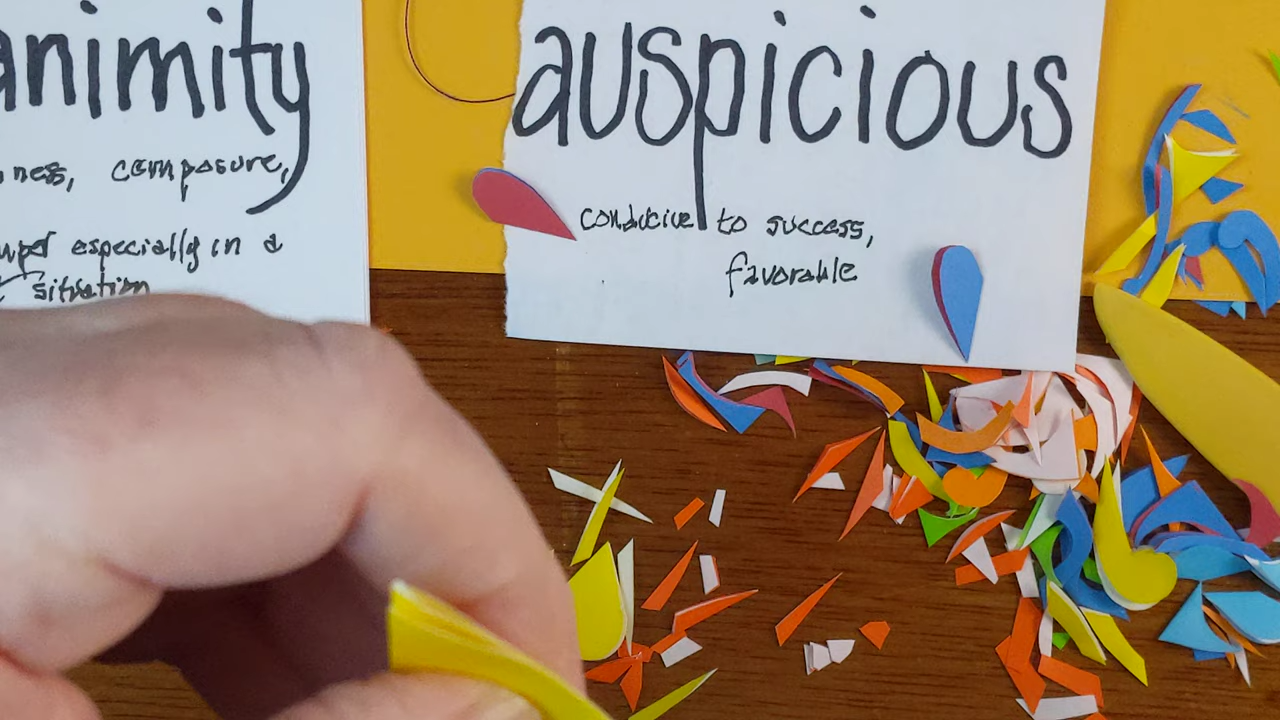 animity
ness, composure,
especially in a
situation
auspicious
conducive to success,
favorable